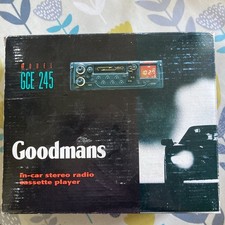 Model
GCE 245
Goodmans
In-car stereo radio
cassette player